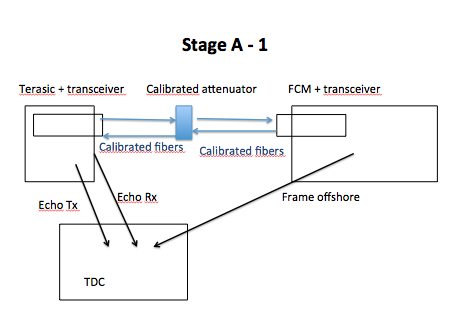 Stage A - 1
Terasic + transceiver
Calibrated attenuator
FCM + transceiver
Calibrated fibers
Calibrated fibers
Echo Tx
Echo Rx
Frame offshore
TDC